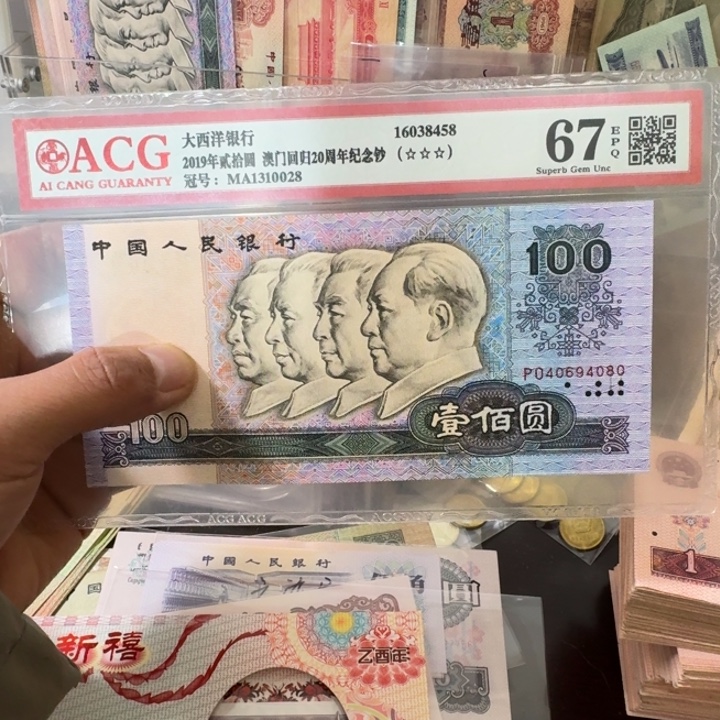 ACG
AI CANG GUARANTY
大西洋银行
16038458
2019年贰拾圆 澳门回归20周年纪念钞
(☆☆☆)
冠号: MA1310028
67
EPQ
Superb Gem Unc
中国人民银行
100
PD40694080
壹佰圆
100
ACG ACG
中国人民银行
新禧
乙酉年
1